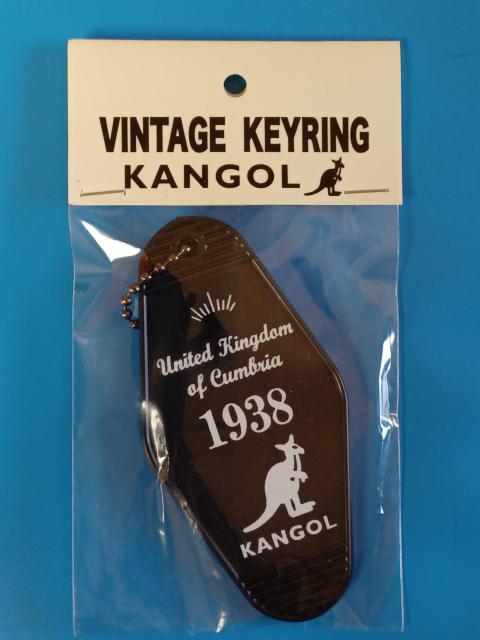 VINTAGE KEYRING
KANGOL
United Kingdom
of Cumbria
1938
KANGOL